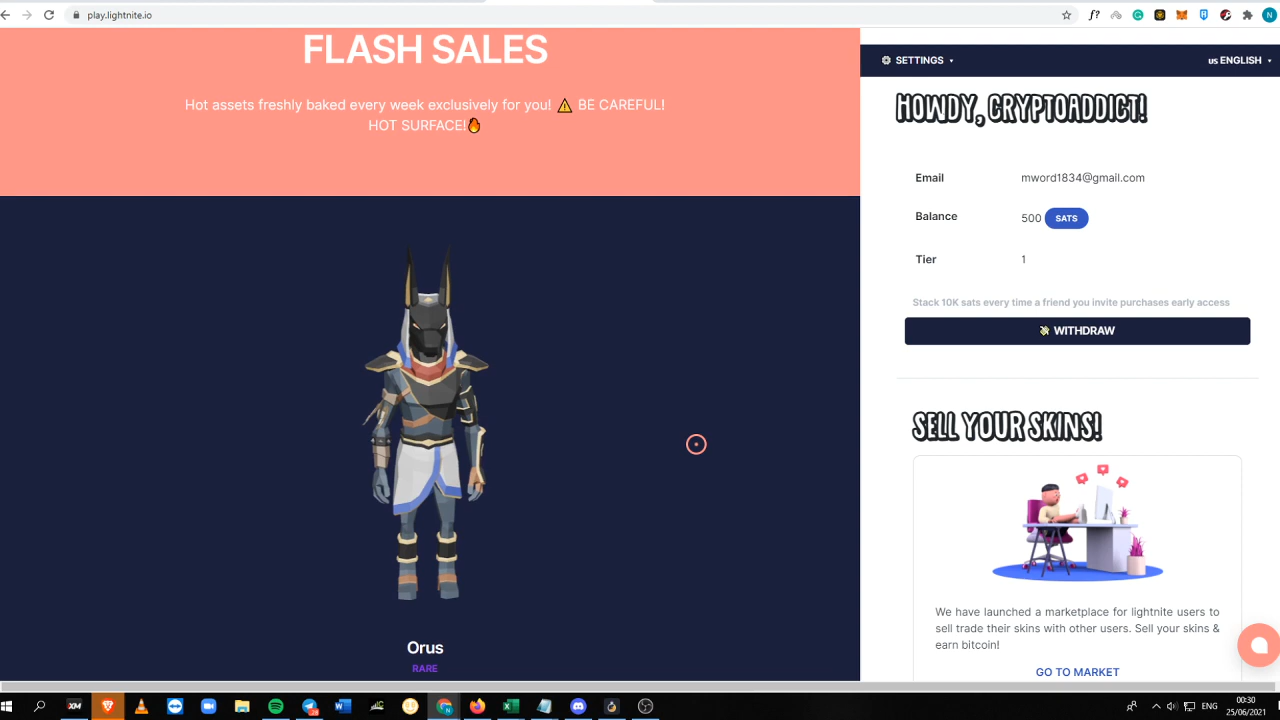 play.lightnite.io
FLASH SALES
Hot assets freshly baked every week exclusively for you! ⚠️ BE CAREFUL!
HOT SURFACE!🔥
Orus
RARE
SETTINGS
us ENGLISH
HOWDY, CRYPTOADDICT!
Email mword1834@gmail.com
Balance 500 SATS
Tier 1
Stack 10K sats every time a friend you invite purchases early access
WITHDRAW
SELL YOUR SKINS!
We have launched a marketplace for lightnite users to
sell trade their skins with other users. Sell your skins &
earn bitcoin!
GO TO MARKET
ENG
00:30
25/06/2021